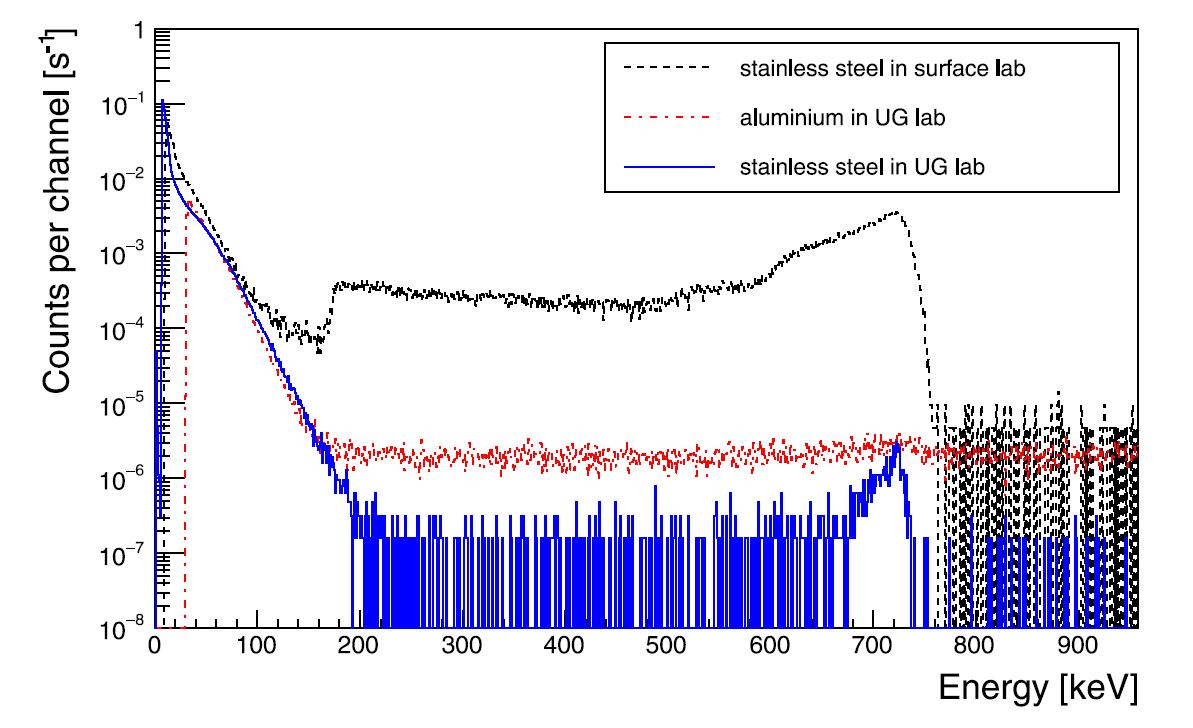 Counts per channel [s⁻¹]
1
10⁻¹
10⁻²
10⁻³
10⁻⁴
10⁻⁵
10⁻⁶
10⁻⁷
10⁻⁸
stainless steel in surface lab
aluminium in UG lab
stainless steel in UG lab
0 100 200 300 400 500 600 700 800 900
Energy [keV]